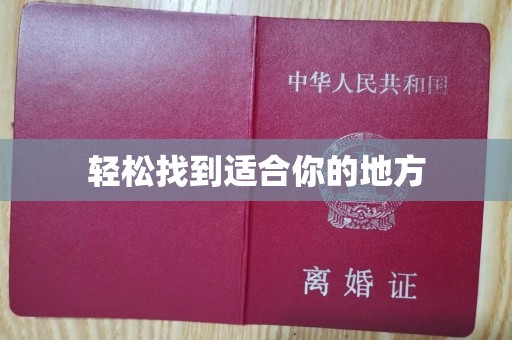 中华人民共和国
轻松找到适合你的地方
离婚证